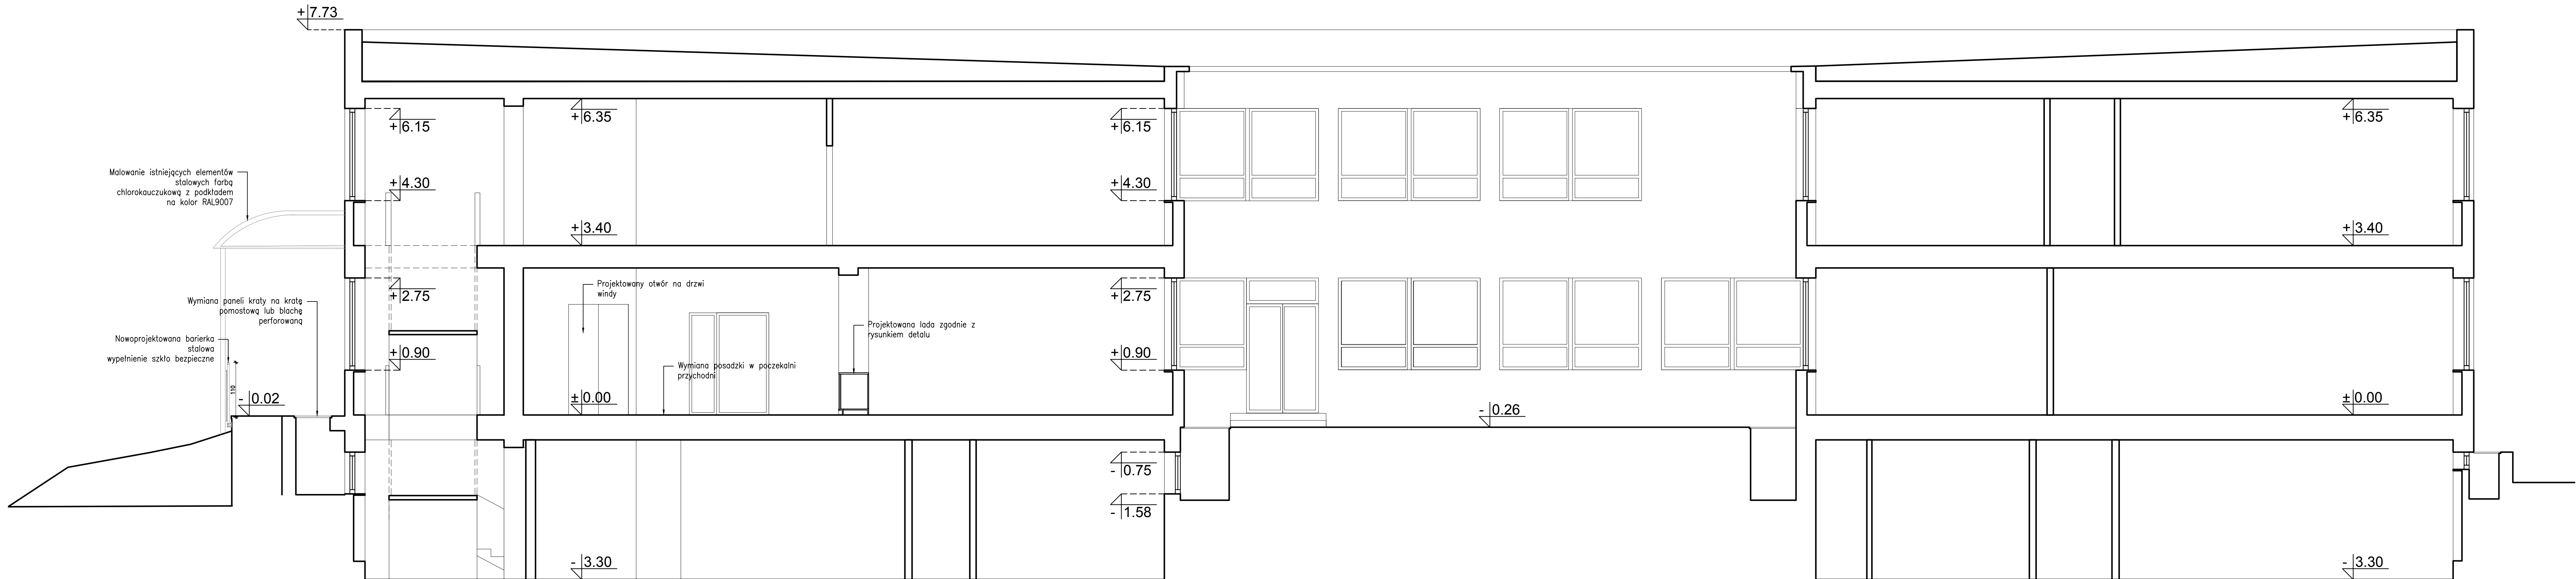 + 7.73
+ 6.15
+ 6.35
+ 6.15
+ 6.35
Malowanie istniejących elementów
stalowych farbą
chlorokauczukową z podkładem
na kolor RAL9007
+ 4.30
+ 4.30
+ 3.40
+ 3.40
Wymiana paneli kraty na kratę
pomostową lub blachę
perforowaną
+ 2.75
Projektowany otwór na drzwi
windy
+ 2.75
Nowoprojektowana barierka
stalowa
wypełnienie szkło bezpieczne
Projektowana lada zgodnie z
rysunkiem detalu
+ 0.90
+ 0.90
Wymiana posadzki w poczekalni
przychodni
1.10
- 0.02
± 0.00
- 0.26
± 0.00
- 0.75
- 1.58
- 3.30
- 3.30